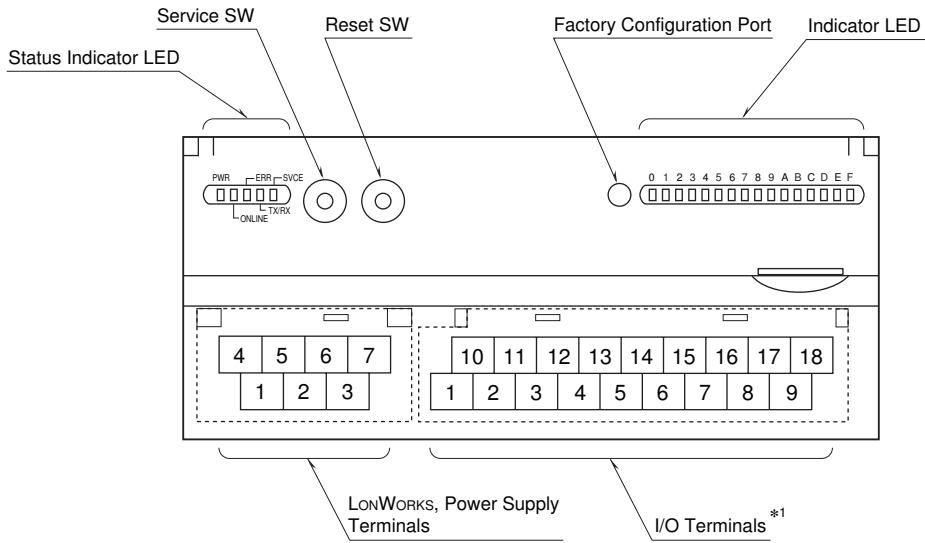 Service SW
Reset SW
Factory Configuration Port
Indicator LED
Status Indicator LED
PWR
ERR
SVCE
TX/RX
ONLINE
0 1 2 3 4 5 6 7 8 9 A B C D E F
4 5 6 7
1 2 3
10 11 12 13 14 15 16 17 18
1 2 3 4 5 6 7 8 9
LONWORKS, Power Supply
Terminals
I/O Terminals *1